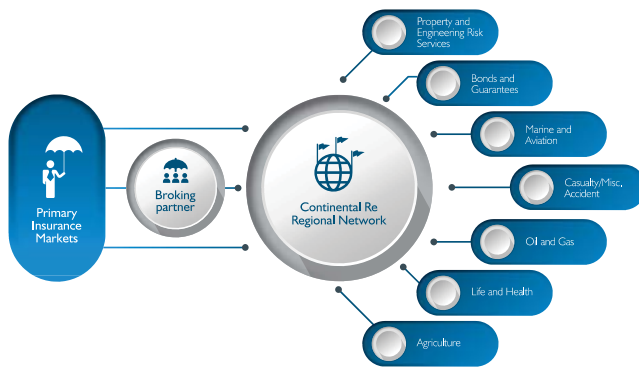 Primary
Insurance
Markets
Broking
partner
Continental Re
Regional Network
Property and
Engineering Risk
Services
Bonds and
Guarantees
Marine and
Aviation
Casualty/Misc,
Accident
Oil and Gas
Life and Health
Agriculture